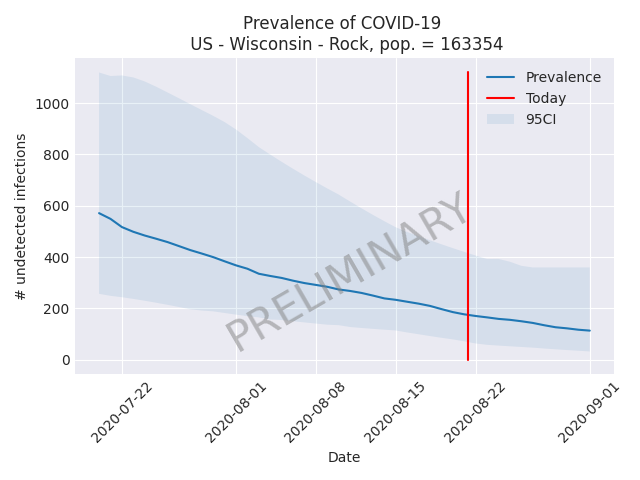 Prevalence of COVID-19
US - Wisconsin - Rock, pop. = 163354
Prevalence
Today
95CI
1000
800
600
400
200
0
# undetected infections
PRELIMINARY
2020-07-22
2020-08-01
2020-08-08
2020-08-15
2020-08-22
2020-09-01
Date